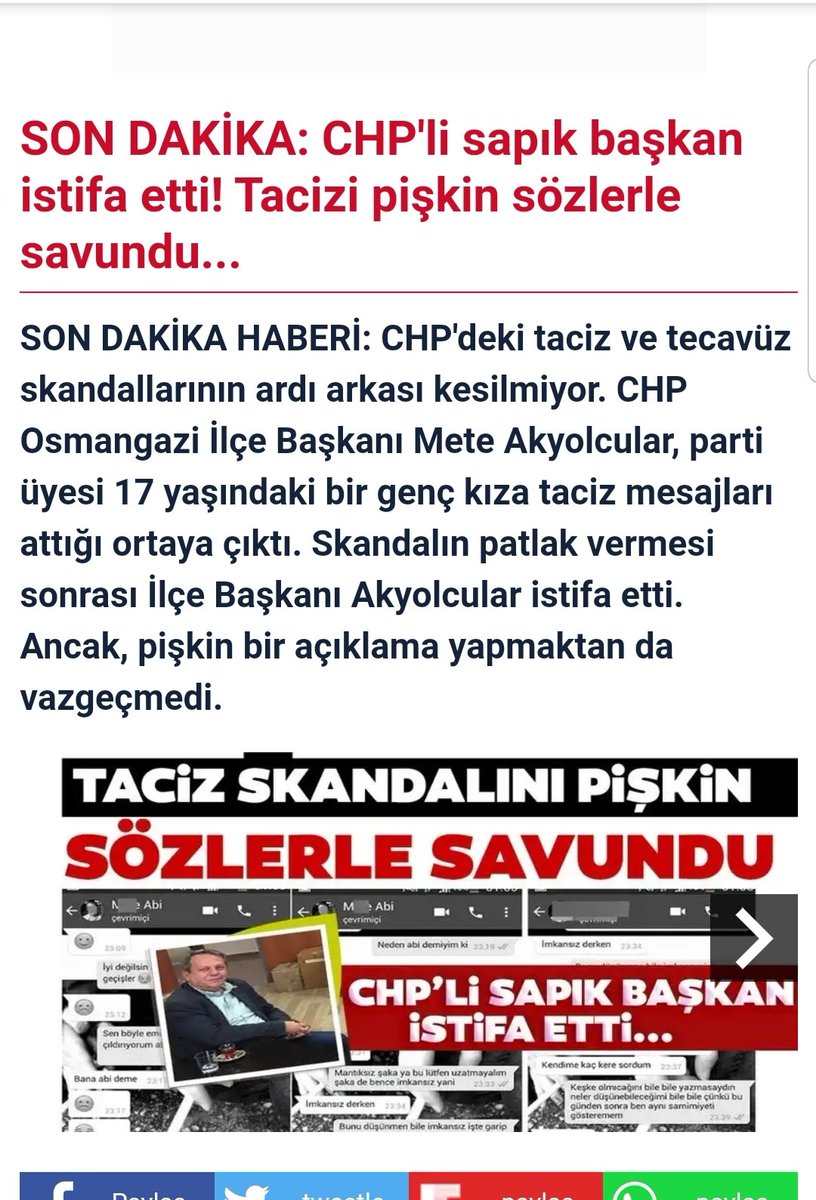 SON DAKİKA: CHP'li sapık başkan
istifa etti! Tacizi pişkin sözlerle
savundu...
SON DAKİKA HABERİ: CHP'deki taciz ve tecavüz
skandallarının ardı arkası kesilmiyor. CHP
Osmangazi İlçe Başkanı Mete Akyolcular, parti
üyesi 17 yaşındaki bir genç kıza taciz mesajları
attığı ortaya çıktı. Skandalın patlak vermesi
sonrası İlçe Başkanı Akyolcular istifa etti.
Ancak, pişkin bir açıklama yapmaktan da
vazgeçmedi.
TACİZ SKANDALINI PİŞKİN
SÖZLERLE SAVUNDU
Abi
çevrimiçi
23:09
İyi değilsin
geçişler
23:12
Sen böyle
çıldırıyorum
Bana abi deme
23:17
Abi
çevrimiçi
Neden abi demiyim ki 23:19
CHP'Lİ SAPIK BAŞKAN
İSTİFA ETTİ...
Mantıksız şaka ya bu lütfen uzatmayalım
şaka de bence imkansız yani 23:33
İmkansız derken 23:34
Bunu düşünmen bile imkansız işte garip
İmkansız derken 23:34
Kendime kaç kere sordum 23:37
Keşke olmıcağını bile bile yazmasaydın
neler düşünebileceğimi bile bile çünkü bu
günden sonra ben aynı samimiyeti
gösteremem 23:39
Paylaş
tweetle
paylaş
paylaş